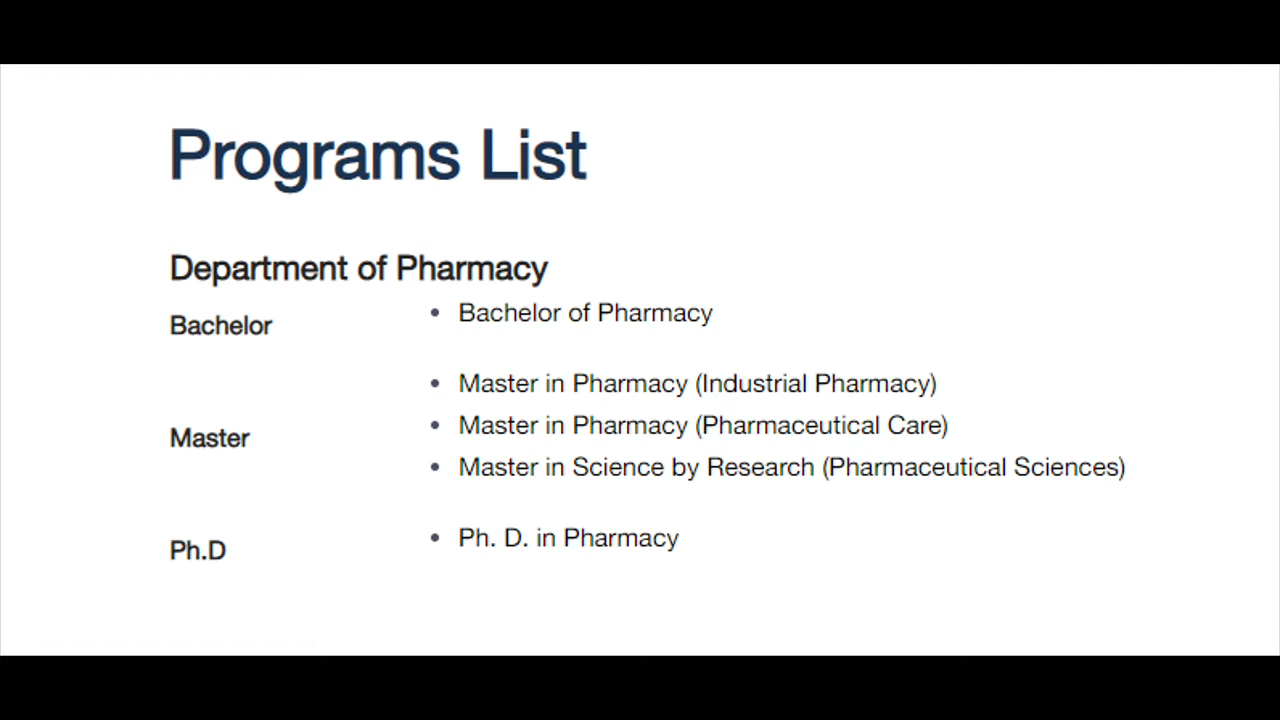 Programs List
Department of Pharmacy
Bachelor
• Bachelor of Pharmacy
Master
• Master in Pharmacy (Industrial Pharmacy)
• Master in Pharmacy (Pharmaceutical Care)
• Master in Science by Research (Pharmaceutical Sciences)
Ph.D
• Ph. D. in Pharmacy